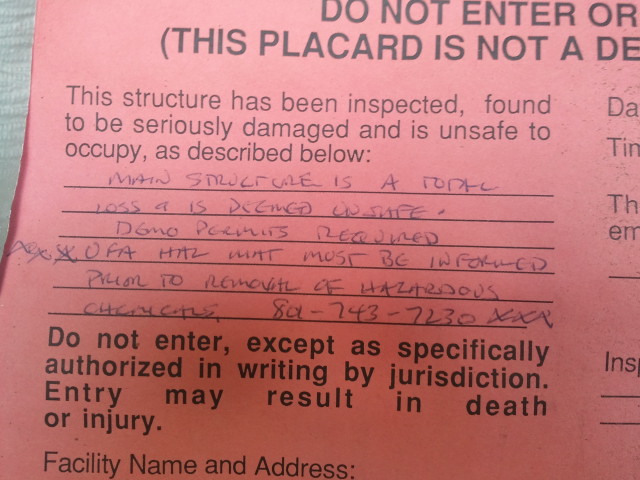 DO NOT ENTER OR
(THIS PLACARD IS NOT A DE
This structure has been inspected, found
to be seriously damaged and is unsafe to
occupy, as described below:
MAIN STRUCTURE IS A TOTAL
LOSS & IS DEEMED UNSAFE.
DEMO PERMITS REQUIRED
XXX UFA HAZ MAT MUST BE INFORMED
PRIOR TO REMOVAL OF HAZARDOUS
CHEMICALS. 801-743-7230 XXX
Do not enter, except as specifically
authorized in writing by jurisdiction.
Entry may result in death
or injury.
Facility Name and Address:
Da
Tim
Th
em
Insp